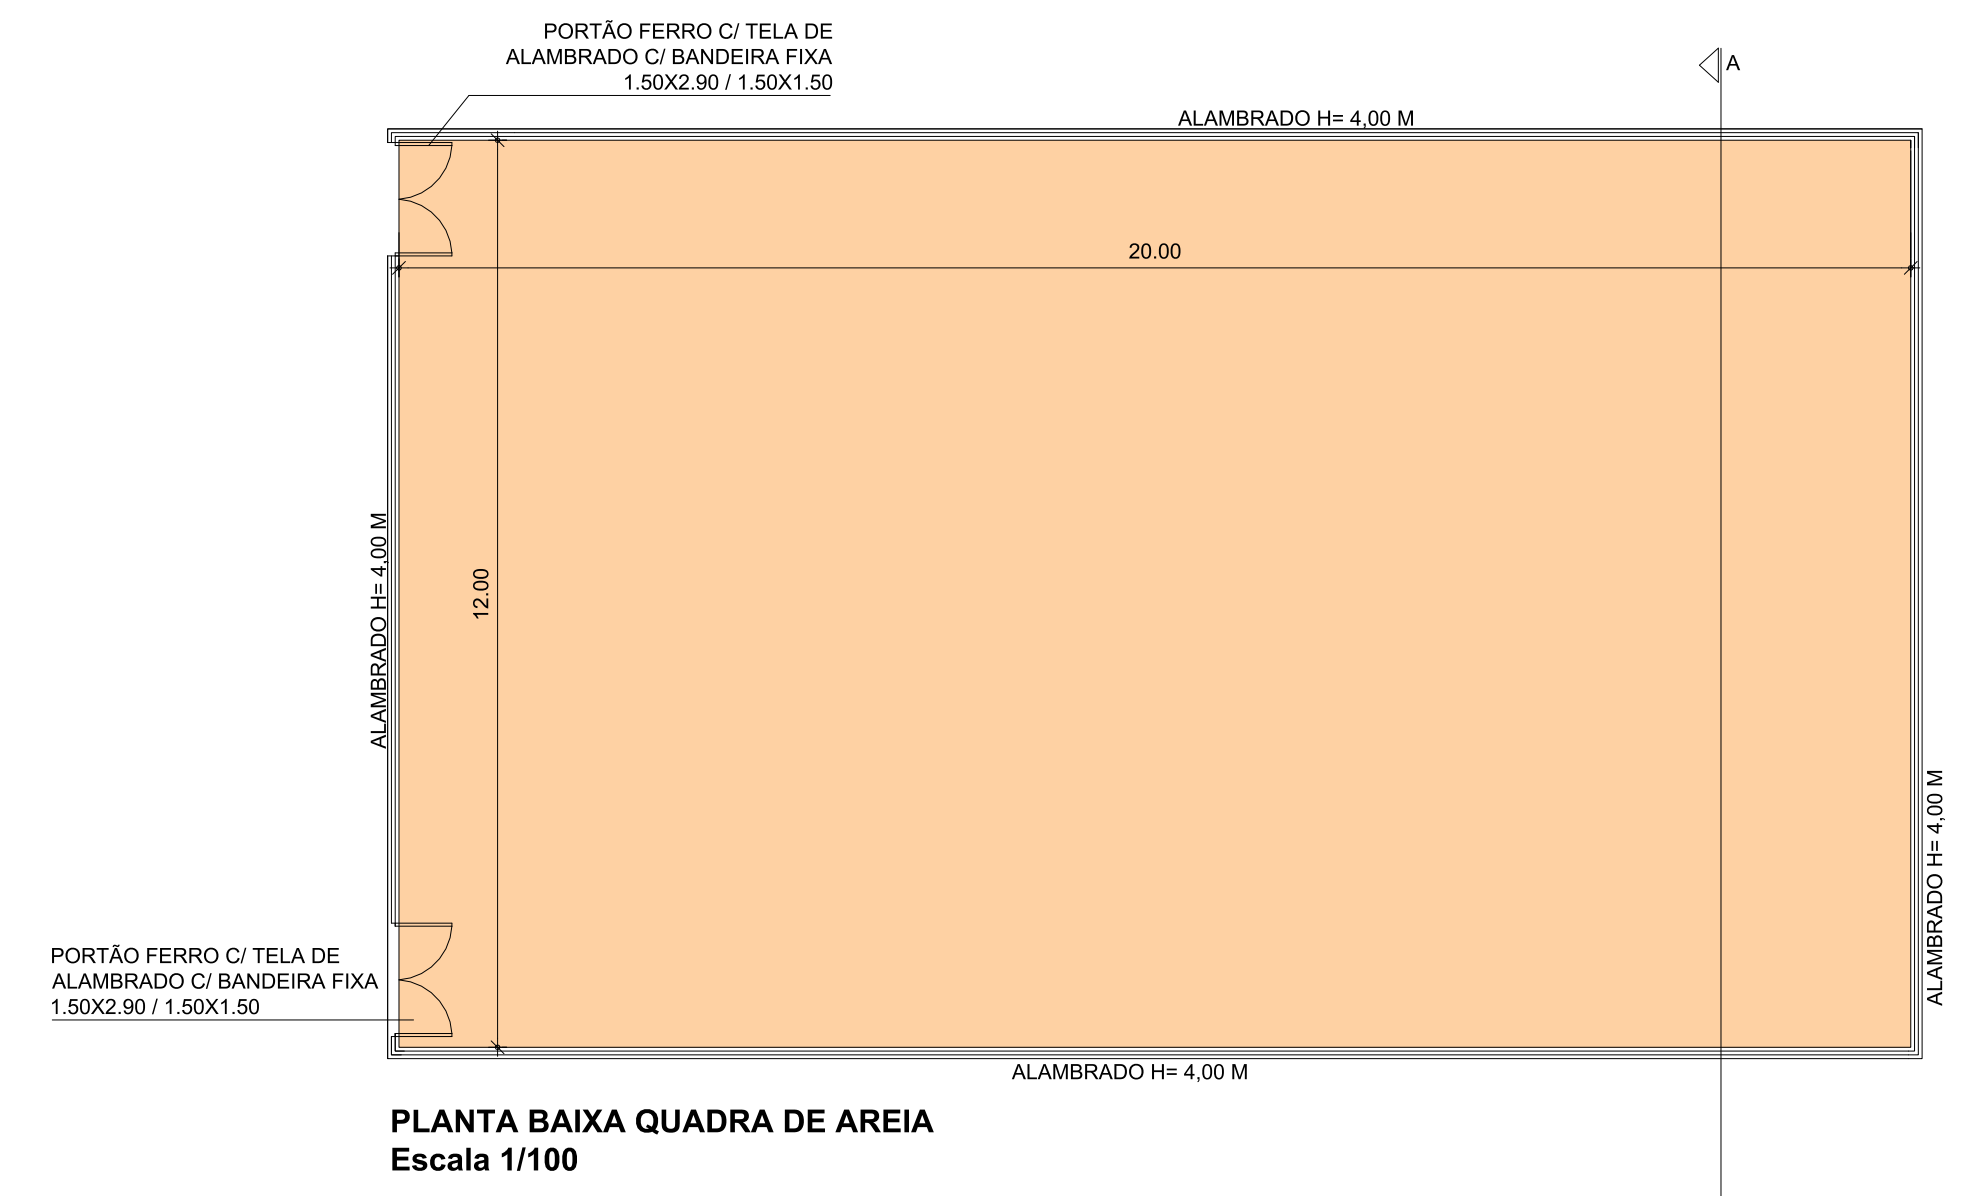 PORTÃO FERRO C/ TELA DE
ALAMBRADO C/ BANDEIRA FIXA
1.50X2.90 / 1.50X1.50
A
ALAMBRADO H= 4,00 M
20.00
12.00
ALAMBRADO H= 4,00 M
ALAMBRADO H= 4,00 M
PORTÃO FERRO C/ TELA DE
ALAMBRADO C/ BANDEIRA FIXA
1.50X2.90 / 1.50X1.50
ALAMBRADO H= 4,00 M
PLANTA BAIXA QUADRA DE AREIA
Escala 1/100